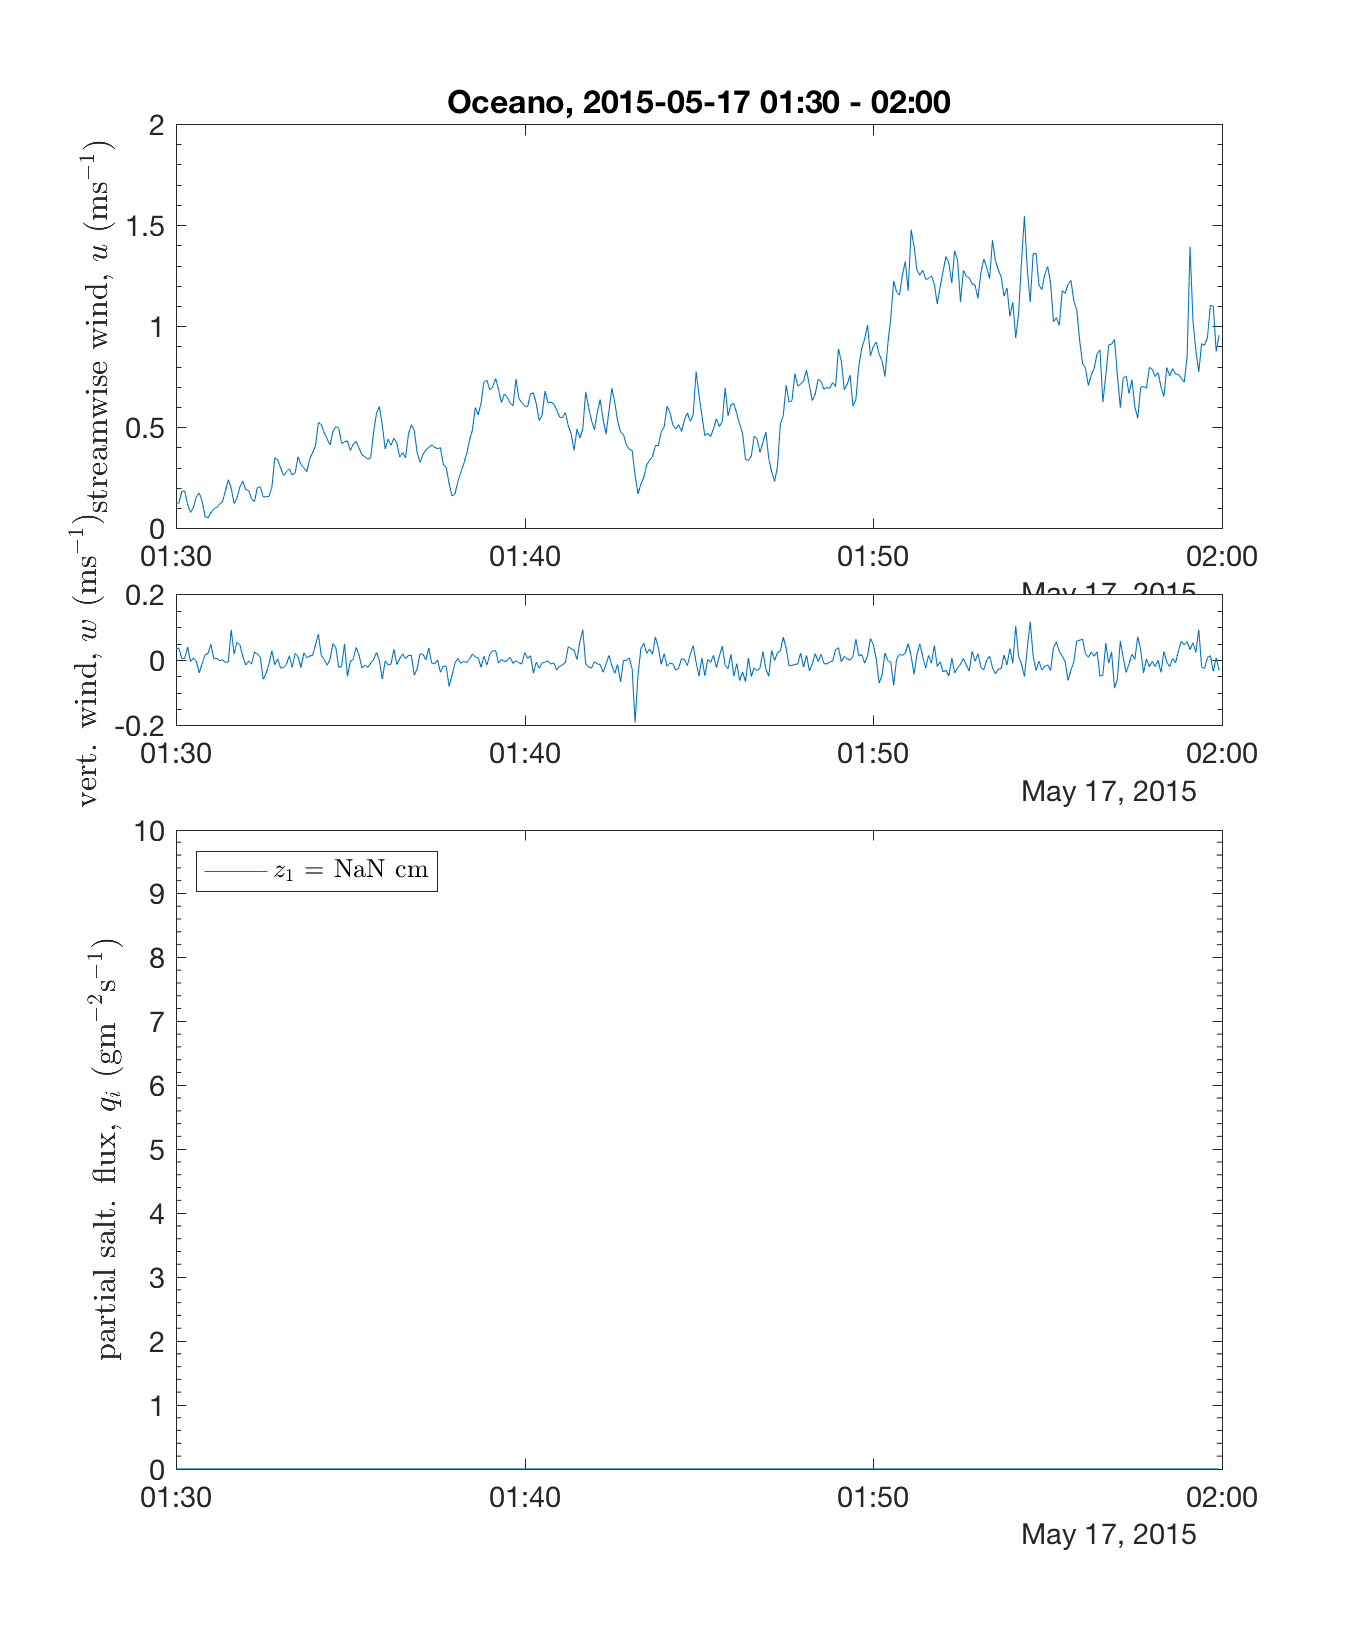 Oceano, 2015-05-17 01:30 - 02:00
streamwise wind, u (ms⁻¹)
2
1.5
1
0.5
0
01:30 01:40 01:50 02:00
May 17, 2015
vert. wind, w (ms⁻¹)
0.2
0
-0.2
01:30 01:40 01:50 02:00
May 17, 2015
partial salt. flux, qᵢ (gm⁻²s⁻¹)
10
9
8
7
6
5
4
3
2
1
0
z₁ = NaN cm
01:30 01:40 01:50 02:00
May 17, 2015